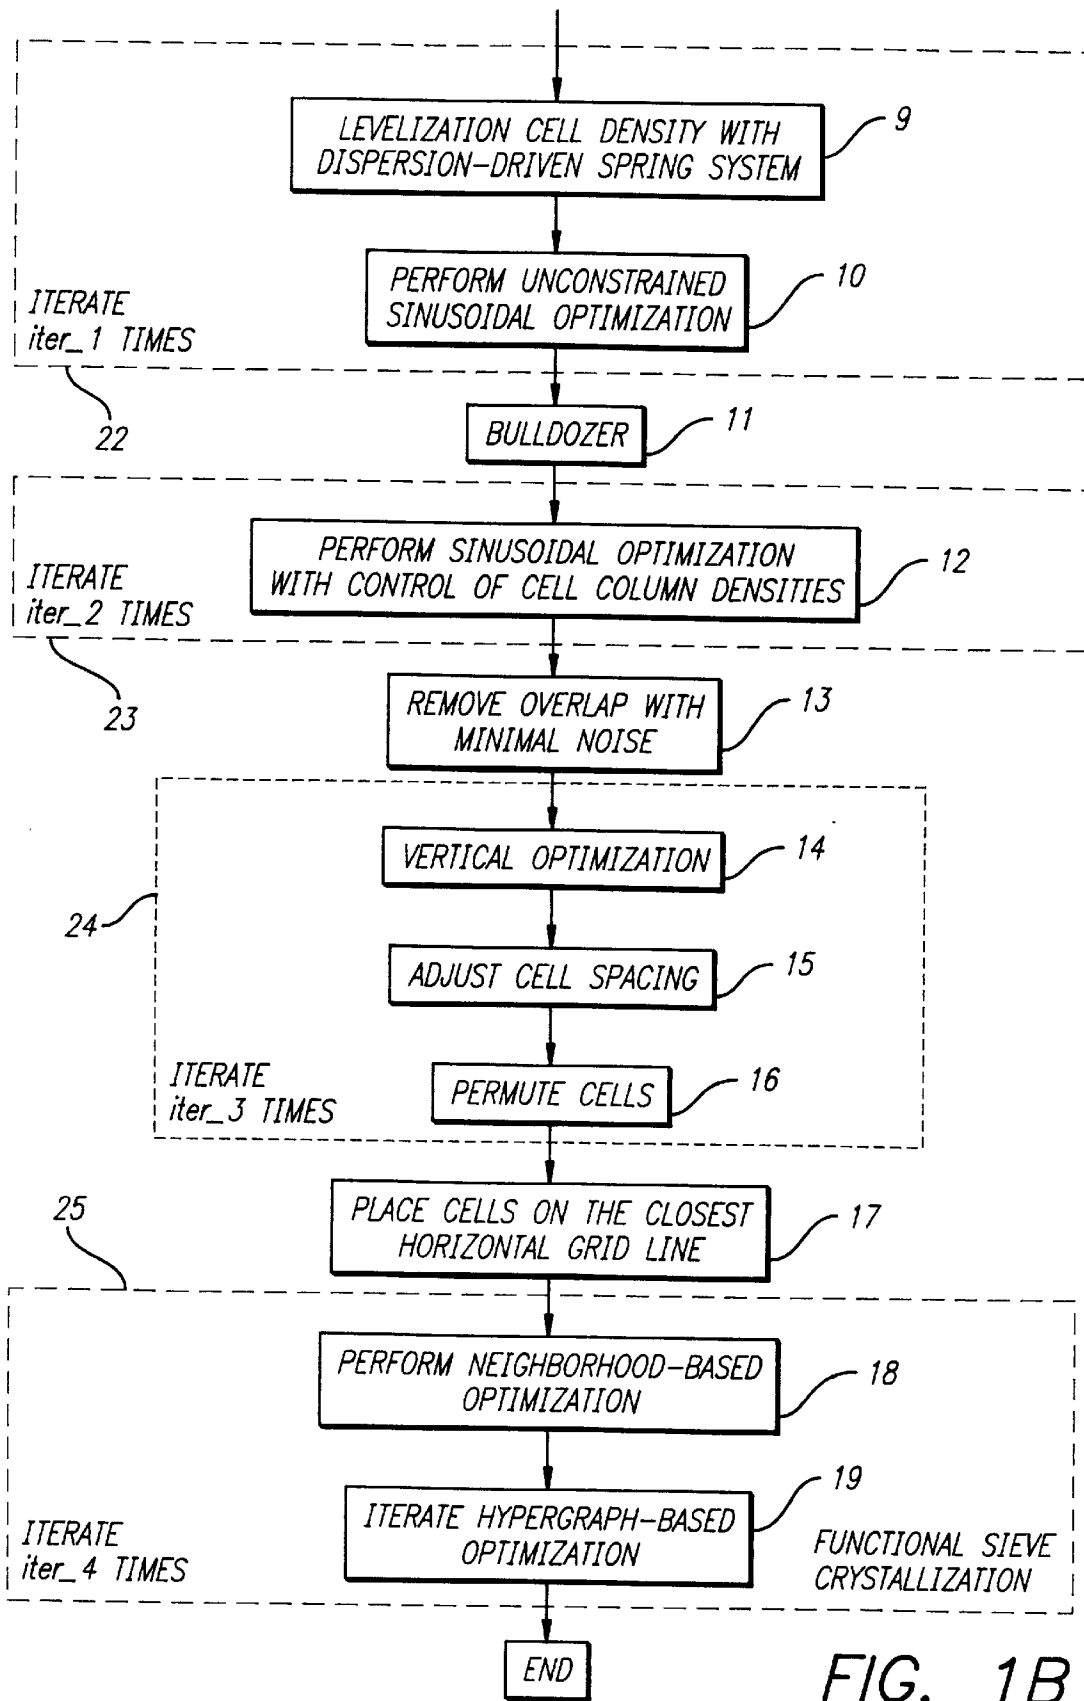 LEVELIZATION CELL DENSITY WITH
DISPERSION-DRIVEN SPRING SYSTEM
9
PERFORM UNCONSTRAINED
SINUSOIDAL OPTIMIZATION
10
ITERATE
iter_1 TIMES
22
BULLDOZER
11
PERFORM SINUSOIDAL OPTIMIZATION
WITH CONTROL OF CELL COLUMN DENSITIES
12
ITERATE
iter_2 TIMES
23
REMOVE OVERLAP WITH
MINIMAL NOISE
13
VERTICAL OPTIMIZATION
14
24
ADJUST CELL SPACING
15
PERMUTE CELLS
16
ITERATE
iter_3 TIMES
25
PLACE CELLS ON THE CLOSEST
HORIZONTAL GRID LINE
17
PERFORM NEIGHBORHOOD-BASED
OPTIMIZATION
18
ITERATE HYPERGRAPH-BASED
OPTIMIZATION
19
ITERATE
iter_4 TIMES
FUNCTIONAL SIEVE
CRYSTALLIZATION
END
FIG. 1B